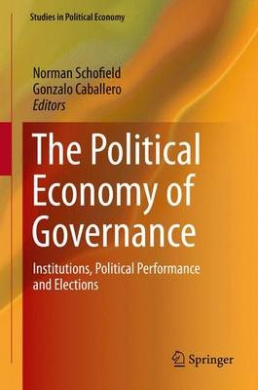 Studies in Political Economy
Norman Schofield
Gonzalo Caballero
Editors
The Political
Economy of
Governance
Institutions, Political Performance
and Elections
Springer